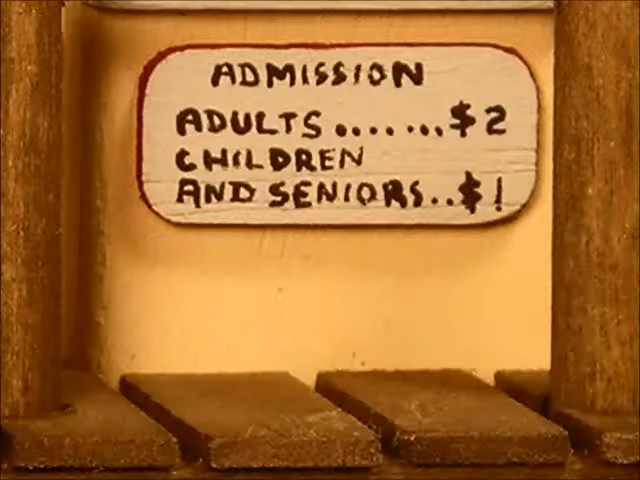 ADMISSION
ADULTS.......$2
CHILDREN
AND SENIORS..$1